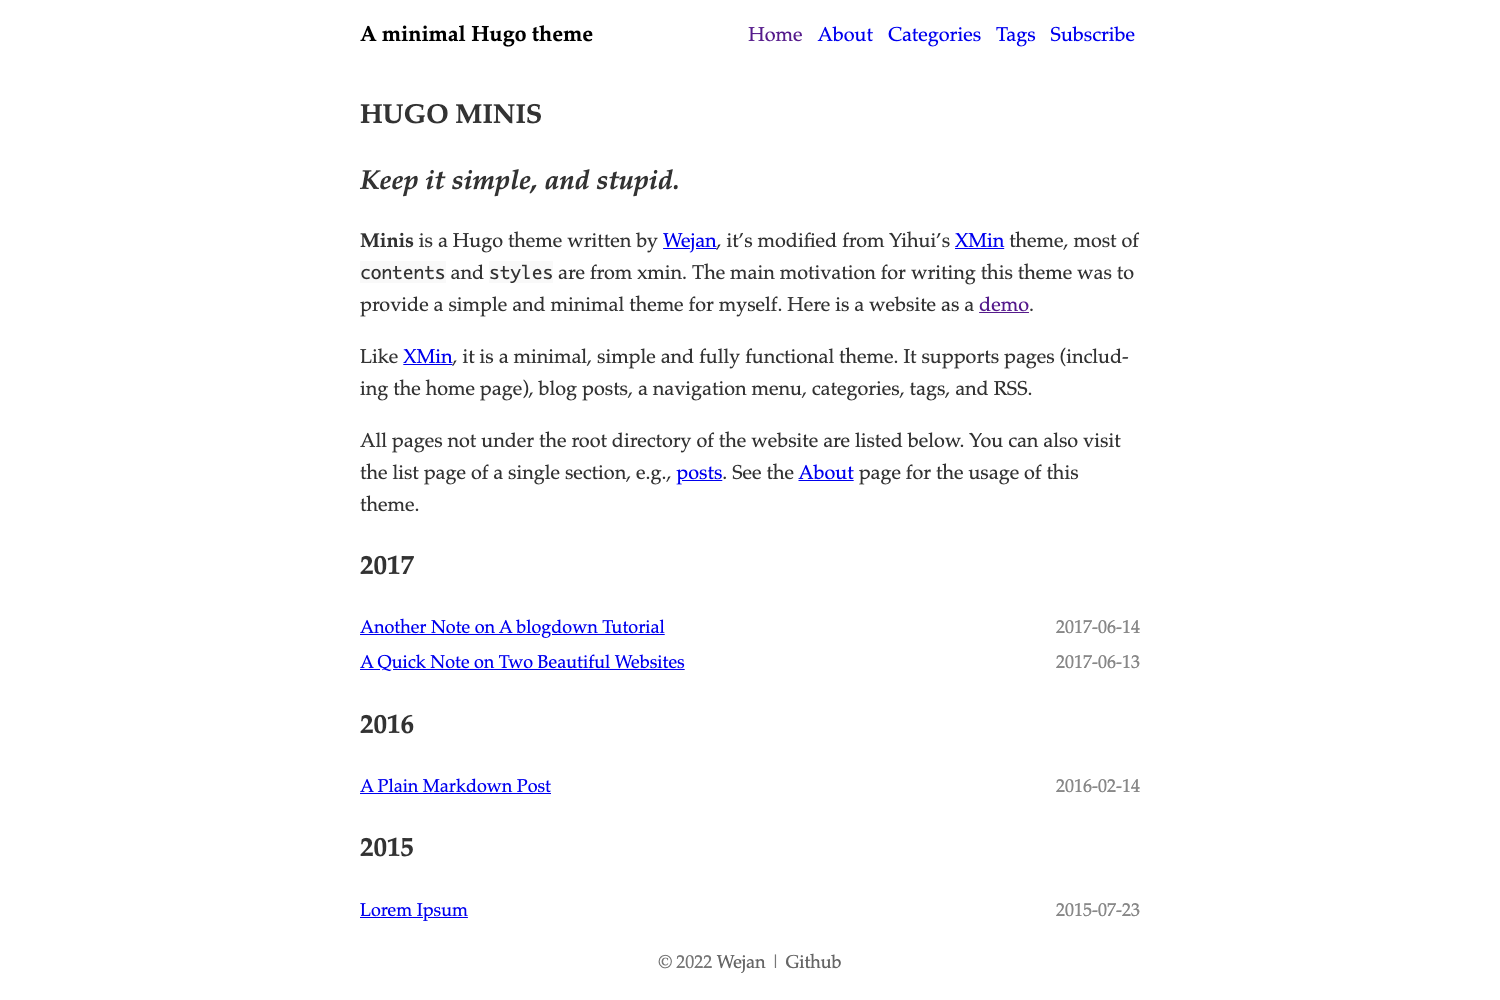 A minimal Hugo theme
Home About Categories Tags Subscribe
HUGO MINIS
Keep it simple, and stupid.
Minis is a Hugo theme written by Wejan, it’s modified from Yihui’s XMin theme, most of
contents and styles are from xmin. The main motivation for writing this theme was to
provide a simple and minimal theme for myself. Here is a website as a demo.
Like XMin, it is a minimal, simple and fully functional theme. It supports pages (includ-
ing the home page), blog posts, a navigation menu, categories, tags, and RSS.
All pages not under the root directory of the website are listed below. You can also visit
the list page of a single section, e.g., posts. See the About page for the usage of this
theme.
2017
Another Note on A blogdown Tutorial 2017-06-14
A Quick Note on Two Beautiful Websites 2017-06-13
2016
A Plain Markdown Post 2016-02-14
2015
Lorem Ipsum 2015-07-23
© 2022 Wejan | Github